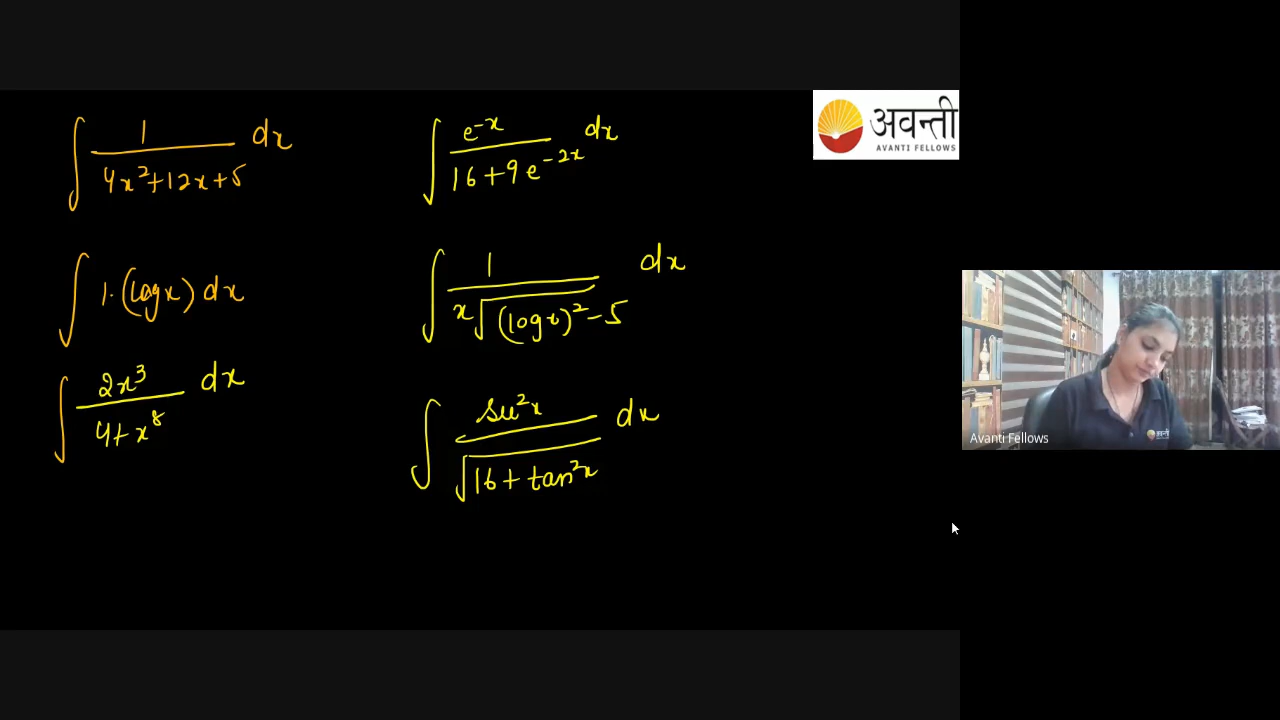 ∫ 1/(4x²+12x+5) dx
∫ 1·(log x) dx
∫ 2x³/(4+x⁸) dx
∫ e⁻ˣ/(16+9e⁻²ˣ) dx
∫ 1/(x√((log x)²-5)) dx
∫ sec²x/√(16+tan²x) dx
अवन्ती
AVANTI FELLOWS
अवन्ती
Avanti Fellows